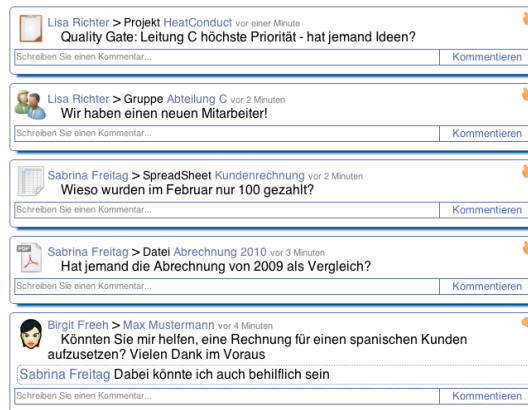 Lisa Richter > Projekt HeatConduct vor einer Minute
Quality Gate: Leitung C höchste Priorität - hat jemand Ideen?
Schreiben Sie einen Kommentar... Kommentieren
Lisa Richter > Gruppe Abteilung C vor 2 Minuten
Wir haben einen neuen Mitarbeiter!
Schreiben Sie einen Kommentar... Kommentieren
Sabrina Freitag > SpreadSheet Kundenrechnung vor 2 Minuten
Wieso wurden im Februar nur 100 gezahlt?
Schreiben Sie einen Kommentar... Kommentieren
PDF
Sabrina Freitag > Datei Abrechnung 2010 vor 3 Minuten
Hat jemand die Abrechnung von 2009 als Vergleich?
Schreiben Sie einen Kommentar... Kommentieren
Birgit Freeh > Max Mustermann vor 4 Minuten
Könnten Sie mir helfen, eine Rechnung für einen spanischen Kunden
aufzusetzen? Vielen Dank im Voraus
Sabrina Freitag Dabei könnte ich auch behilflich sein
Schreiben Sie einen Kommentar... Kommentieren